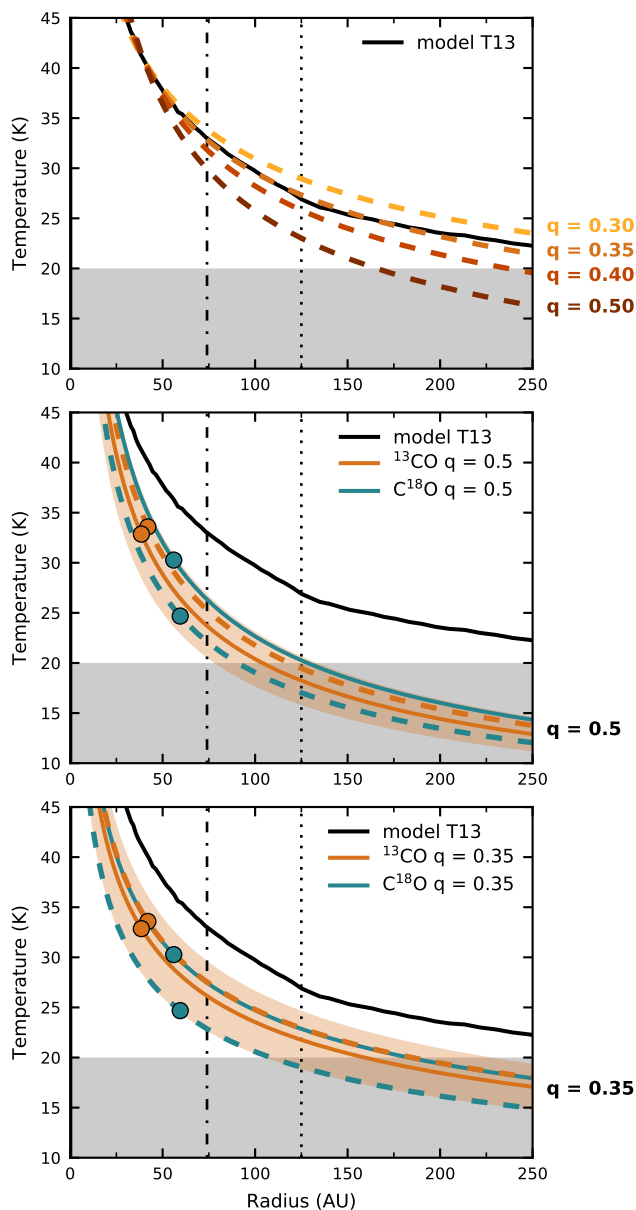 45
40
35
30
25
20
15
10
Temperature (K)
model T13
q = 0.30
q = 0.35
q = 0.40
q = 0.50
0 50 100 150 200 250
45
40
35
30
25
20
15
10
Temperature (K)
model T13
¹³CO q = 0.5
C¹⁸O q = 0.5
q = 0.5
0 50 100 150 200 250
45
40
35
30
25
20
15
10
Temperature (K)
model T13
¹³CO q = 0.35
C¹⁸O q = 0.35
q = 0.35
0 50 100 150 200 250
Radius (AU)